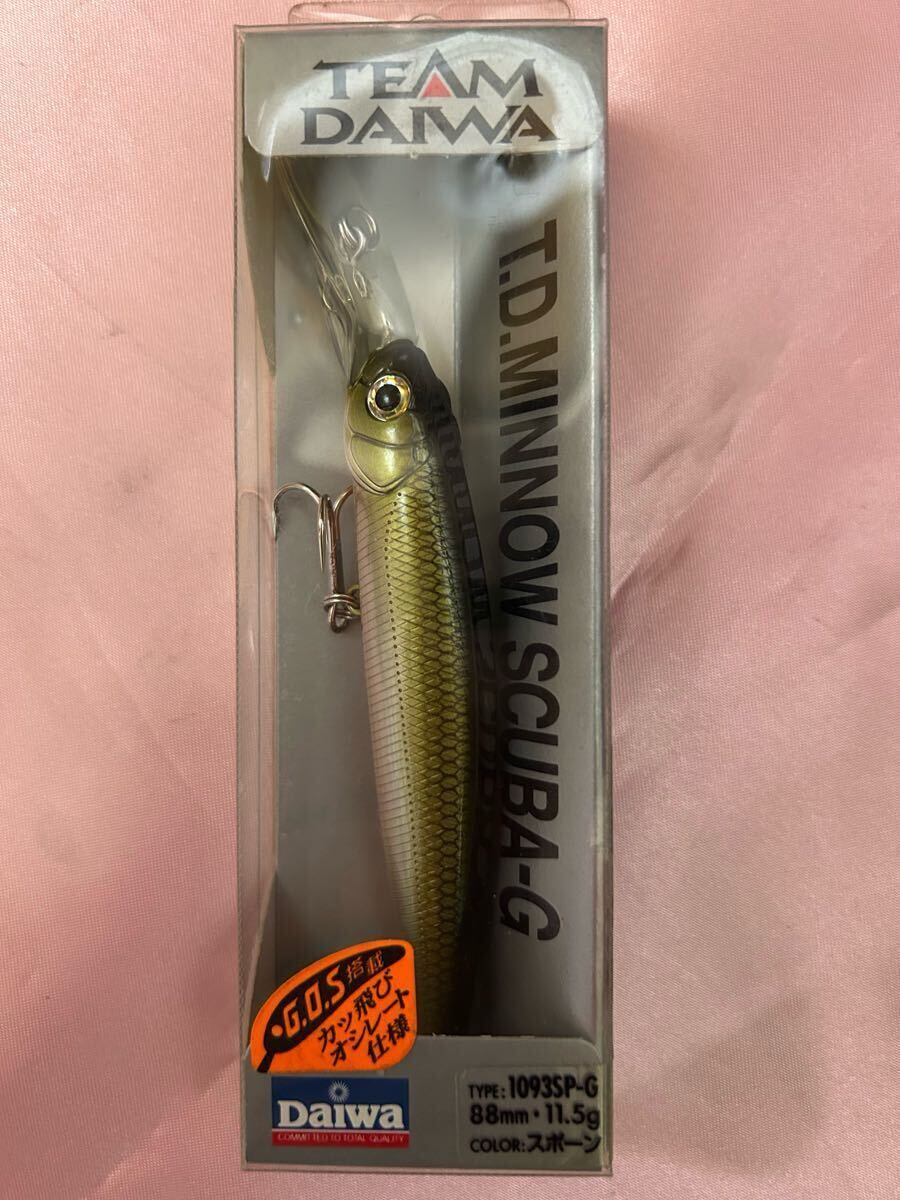 TEAM
DAIWA
T.D.MINNOW SCUBA-G
G.O.S搭載
カッ飛び
オシレート
仕様
Daiwa
COMMITTED TO TOTAL QUALITY
TYPE:1093SP-G
88mm・11.5g
COLOR:スポーン